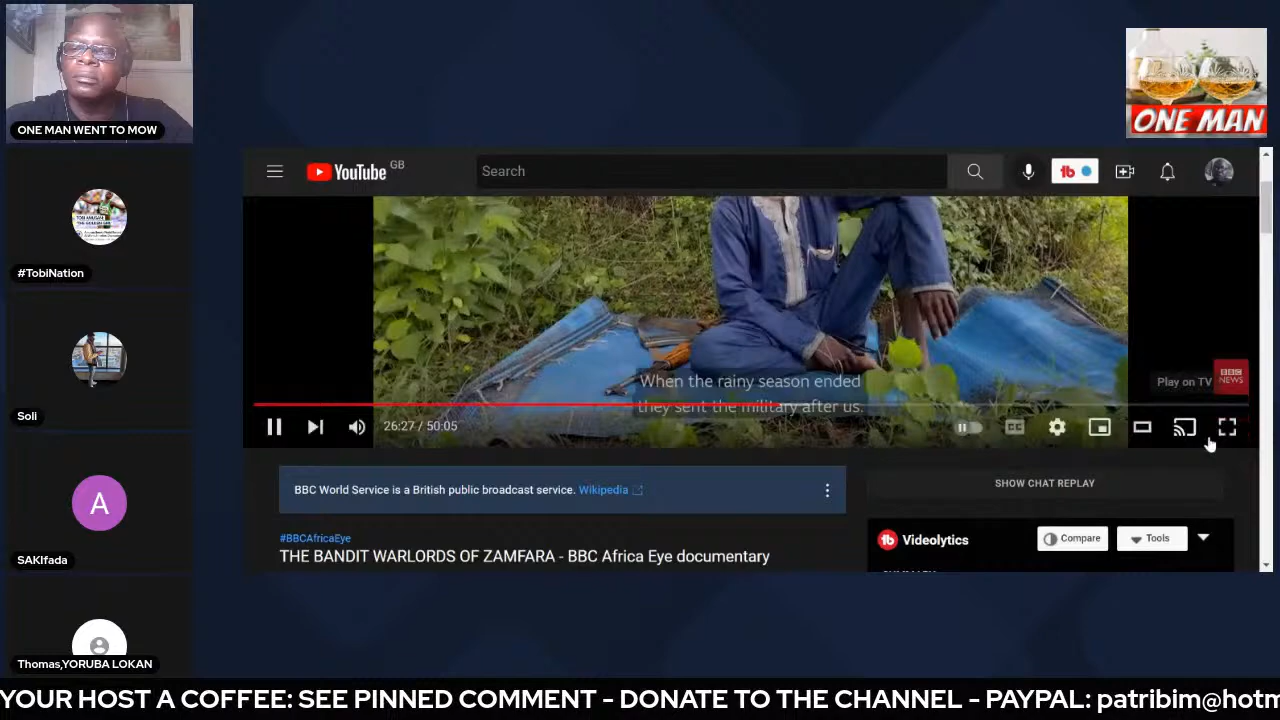 ONE MAN WENT TO MOW
ONE MAN
YouTube GB
Search
#TobiNation
Soli
When the rainy season ended
they sent the military after us.
Play on TV
BBC
NEWS
26:27 / 50:05
CC
BBC World Service is a British public broadcast service. Wikipedia
SHOW CHAT REPLAY
A
SAKIfada
#BBCAfricaEye
THE BANDIT WARLORDS OF ZAMFARA - BBC Africa Eye documentary
tb Videolytics
Compare
Tools
Thomas,YORUBA LOKAN
YOUR HOST A COFFEE: SEE PINNED COMMENT - DONATE TO THE CHANNEL - PAYPAL: patribim@hotm